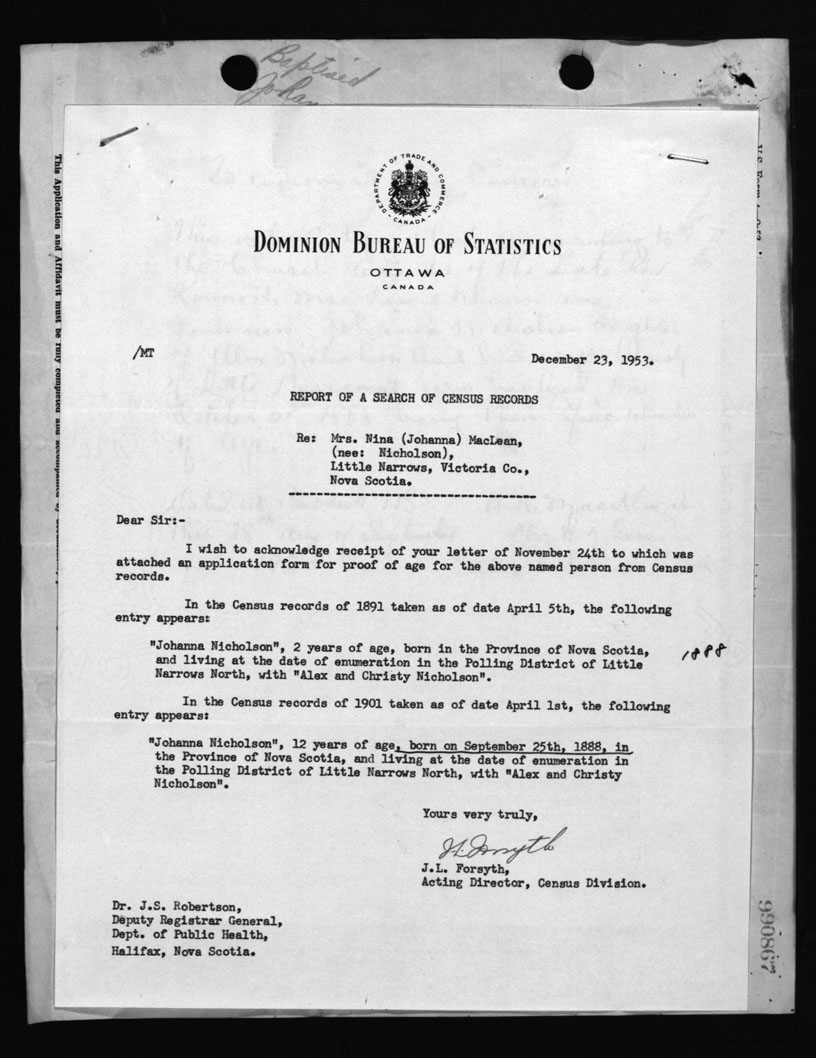 Baptised
Johan
DEPARTMENT OF TRADE AND COMMERCE
- CANADA -
DOMINION BUREAU OF STATISTICS
OTTAWA
CANADA
/MT
December 23, 1953.
REPORT OF A SEARCH OF CENSUS RECORDS
Re: Mrs. Nina (Johanna) MacLean,
(nee: Nicholson),
Little Narrows, Victoria Co.,
Nova Scotia.
Dear Sir:-
I wish to acknowledge receipt of your letter of November 24th to which was
attached an application form for proof of age for the above named person from Census
records.
In the Census records of 1891 taken as of date April 5th, the following
entry appears:
"Johanna Nicholson", 2 years of age, born in the Province of Nova Scotia,
and living at the date of enumeration in the Polling District of Little
Narrows North, with "Alex and Christy Nicholson".
1888
In the Census records of 1901 taken as of date April 1st, the following
entry appears:
"Johanna Nicholson", 12 years of age, born on September 25th, 1888, in
the Province of Nova Scotia, and living at the date of enumeration in
the Polling District of Little Narrows North, with "Alex and Christy
Nicholson".
Yours very truly,
J.L. Forsyth
J.L. Forsyth,
Acting Director, Census Division.
Dr. J.S. Robertson,
Deputy Registrar General,
Dept. of Public Health,
Halifax, Nova Scotia.
This Application and Affidavit must be fully completed and accompanied
990867